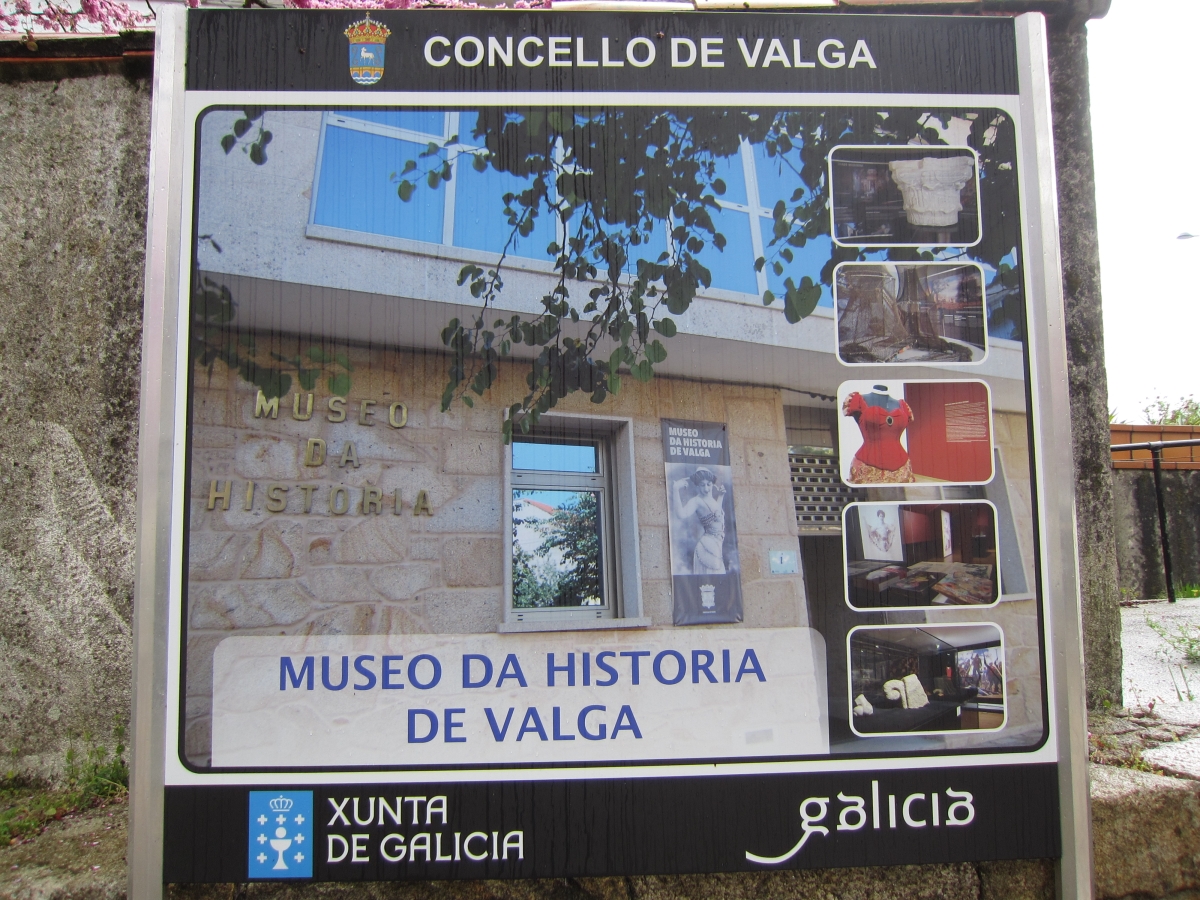 CONCELLO DE VALGA
MUSEO
DA
HISTORIA
MUSEO
DA HISTORIA
DE VALGA
i
MUSEO DA HISTORIA
DE VALGA
XUNTA
DE GALICIA
galicia